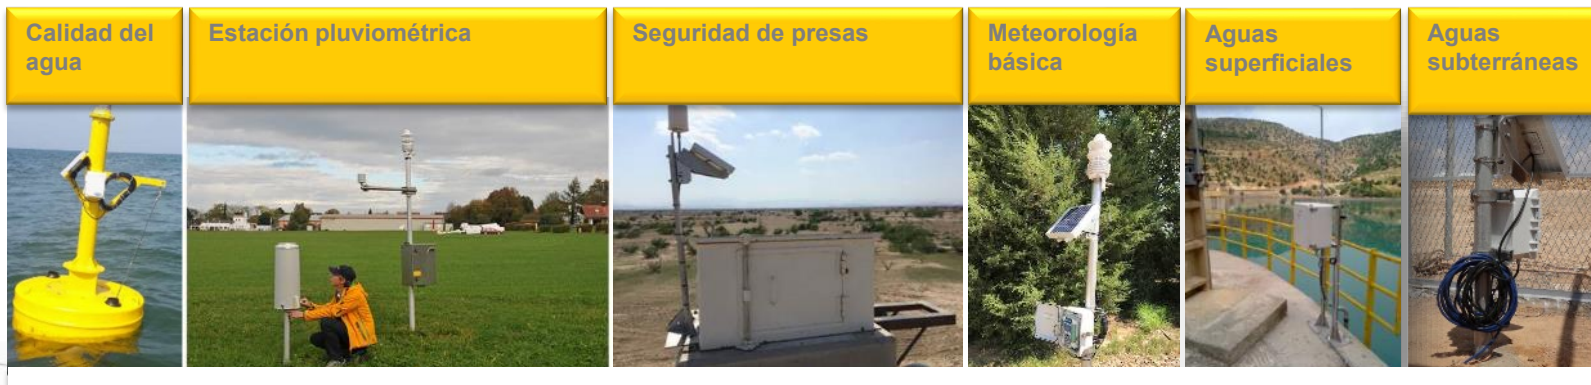 Calidad del
agua
Estación pluviométrica
Seguridad de presas
Meteorología
básica
Aguas
superficiales
Aguas
subterráneas